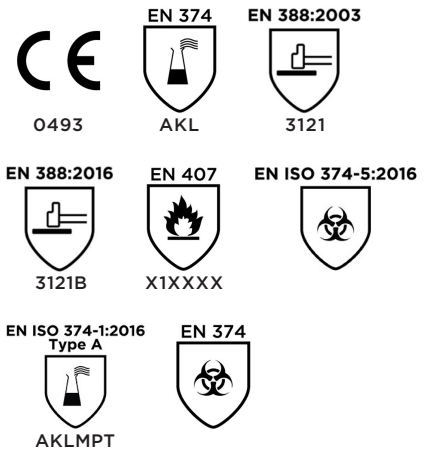 CE
0493
EN 374
AKL
EN 388:2003
3121
EN 388:2016
3121B
EN 407
X1XXXX
EN ISO 374-5:2016
EN ISO 374-1:2016
Type A
AKLMPT
EN 374